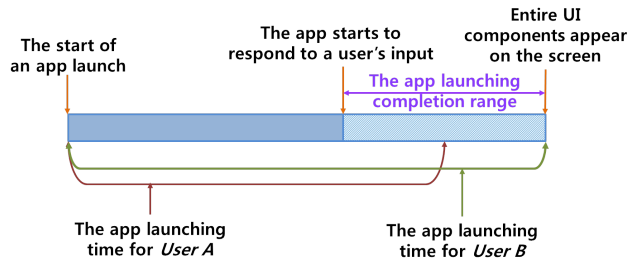 The start of
an app launch
The app starts to
respond to a user's input
Entire UI
components appear
on the screen
The app launching
completion range
The app launching
time for User A
The app launching
time for User B